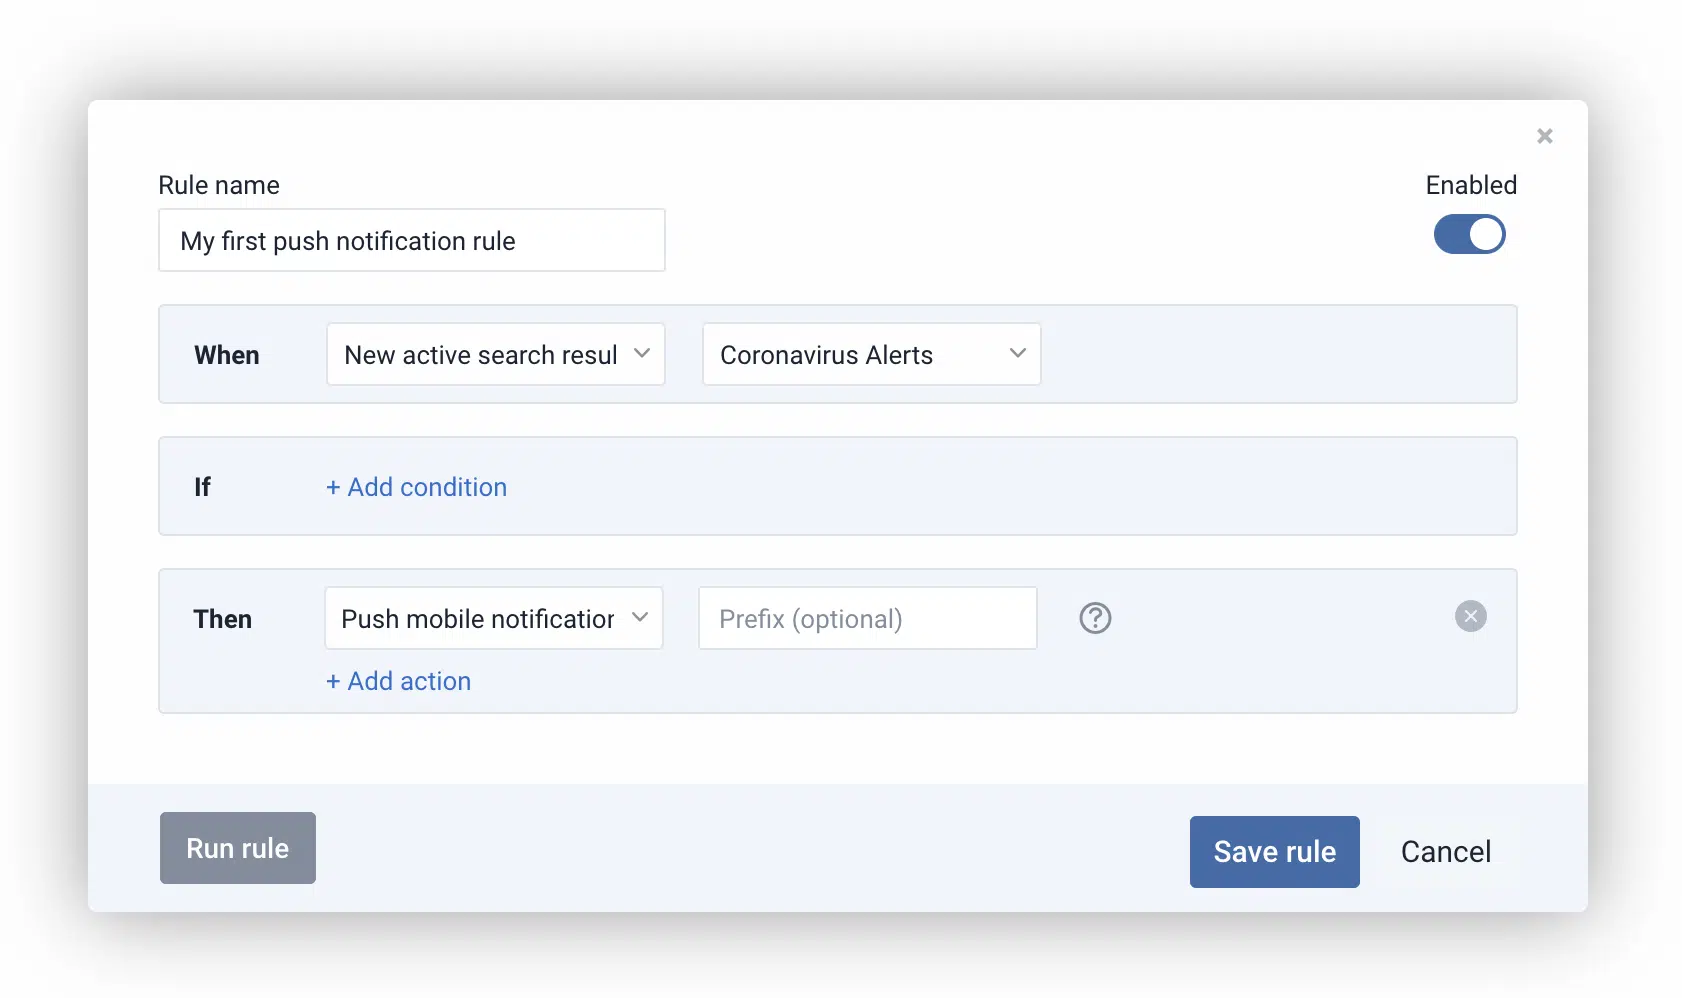 Rule name
Enabled
My first push notification rule
When
New active search resul
Coronavirus Alerts
If
+ Add condition
Then
Push mobile notification
Prefix (optional)
?
+ Add action
Run rule
Save rule
Cancel